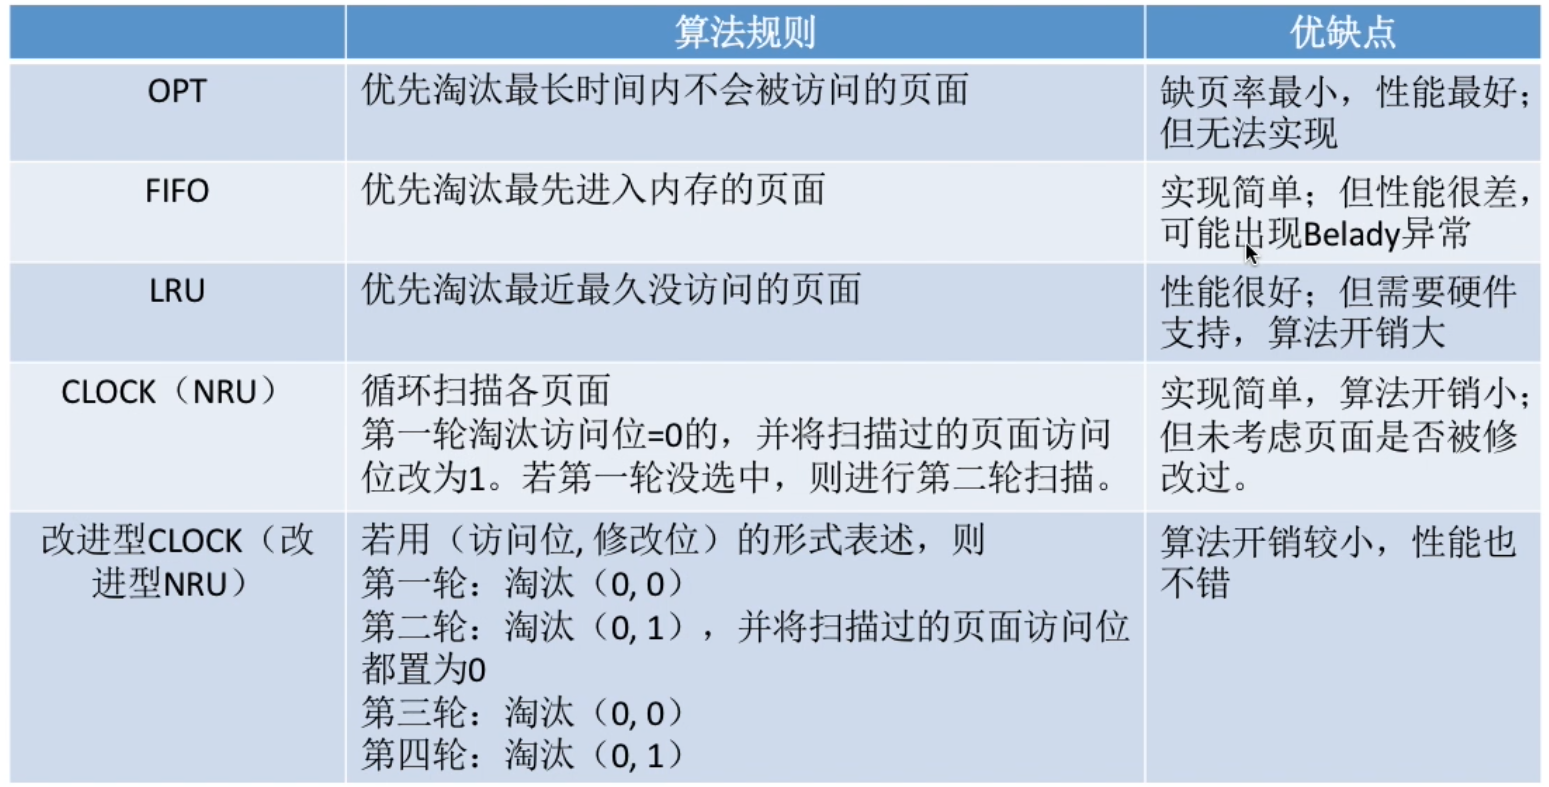 算法规则
优缺点
OPT
优先淘汰最长时间内不会被访问的页面
缺页率最小，性能最好；
但无法实现
FIFO
优先淘汰最先进入内存的页面
实现简单；但性能很差，
可能出现Belady异常
LRU
优先淘汰最近最久没访问的页面
性能很好；但需要硬件
支持，算法开销大
CLOCK（NRU）
循环扫描各页面
第一轮淘汰访问位=0的，并将扫描过的页面访问
位改为1。若第一轮没选中，则进行第二轮扫描。
实现简单，算法开销小；
但未考虑页面是否被修
改过。
改进型CLOCK（改
进型NRU）
若用（访问位, 修改位）的形式表述，则
第一轮：淘汰（0, 0）
第二轮：淘汰（0, 1），并将扫描过的页面访问位
都置为0
第三轮：淘汰（0, 0）
第四轮：淘汰（0, 1）
算法开销较小，性能也
不错